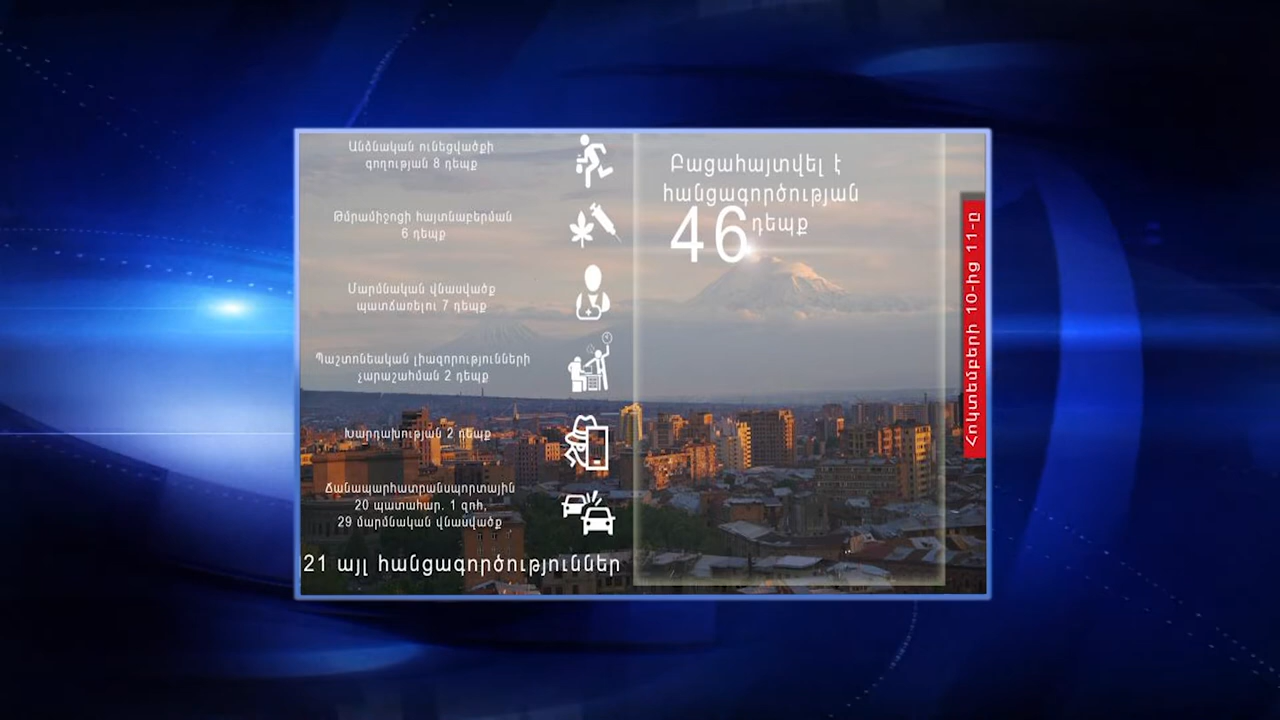 Անձնական ունեցվածքի
գողության 8 դեպք
Թմրամիջոցի հայտնաբերման
6 դեպք
Մարմնական վնասվածք
պատճառելու 7 դեպք
Պաշտոնեական լիազորությունների
չարաշահման 2 դեպք
Խարդախության 2 դեպք
Ճանապարհատրանսպորտային
20 պատահար. 1 զոհ,
29 մարմնական վնասվածք
21 այլ հանցագործություններ
Բացահայտվել է
հանցագործության
46 դեպք
Հոկտեմբերի 10-ից 11-ը